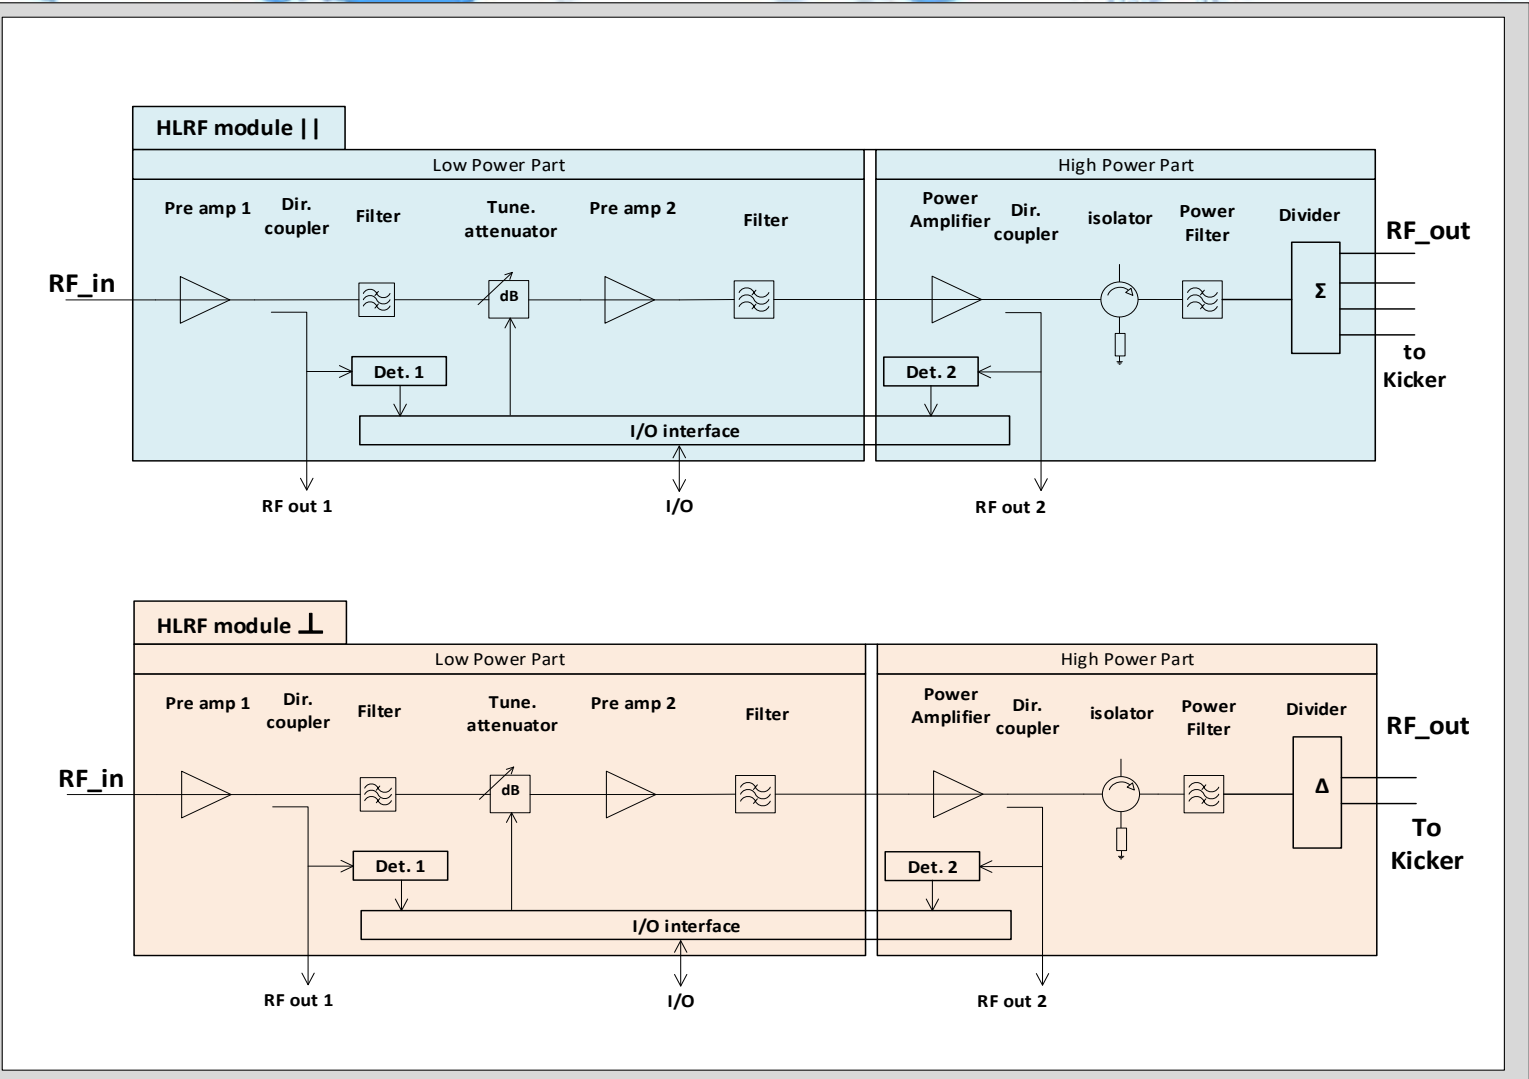 HLRF module ||
Low Power Part
High Power Part
Pre amp 1
Dir.
coupler
Filter
Tune.
attenuator
Pre amp 2
Filter
Power
Amplifier
Dir.
coupler
isolator
Power
Filter
Divider
RF_out
RF_in
dB
Σ
to
Kicker
Det. 1
Det. 2
I/O interface
RF out 1
I/O
RF out 2
HLRF module ⊥
Low Power Part
High Power Part
Pre amp 1
Dir.
coupler
Filter
Tune.
attenuator
Pre amp 2
Filter
Power
Amplifier
Dir.
coupler
isolator
Power
Filter
Divider
RF_out
RF_in
dB
Δ
To
Kicker
Det. 1
Det. 2
I/O interface
RF out 1
I/O
RF out 2